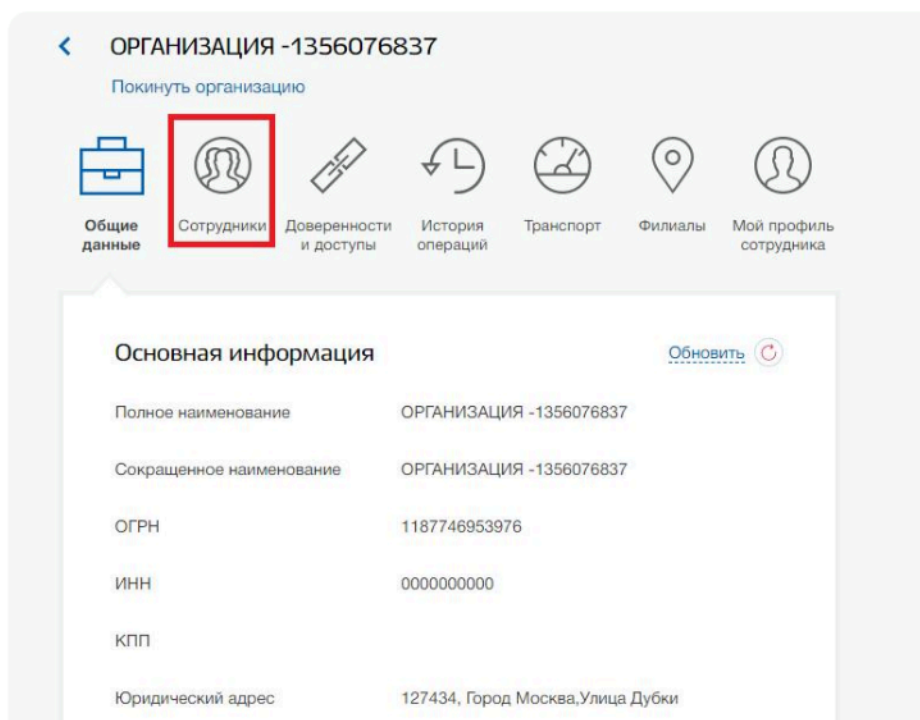 ОРГАНИЗАЦИЯ -1356076837
Покинуть организацию
Общие данные
Сотрудники
Доверенности и доступы
История операций
Транспорт
Филиалы
Мой профиль сотрудника
Основная информация
Обновить
Полное наименование ОРГАНИЗАЦИЯ -1356076837
Сокращенное наименование ОРГАНИЗАЦИЯ -1356076837
ОГРН 1187746953976
ИНН 0000000000
КПП
Юридический адрес 127434, Город Москва,Улица Дубки